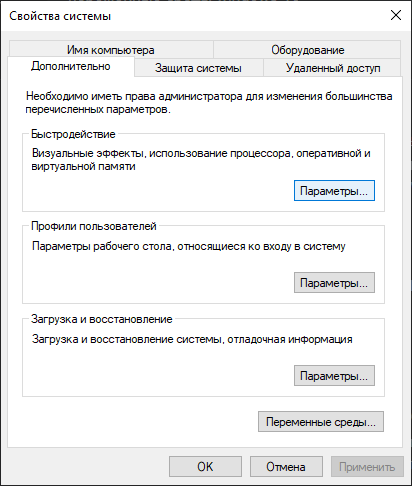 Свойства системы
Имя компьютера
Оборудование
Дополнительно
Защита системы
Удаленный доступ
Необходимо иметь права администратора для изменения большинства
перечисленных параметров.
Быстродействие
Визуальные эффекты, использование процессора, оперативной и
виртуальной памяти
Параметры...
Профили пользователей
Параметры рабочего стола, относящиеся ко входу в систему
Параметры...
Загрузка и восстановление
Загрузка и восстановление системы, отладочная информация
Параметры...
Переменные среды...
OK
Отмена
Применить